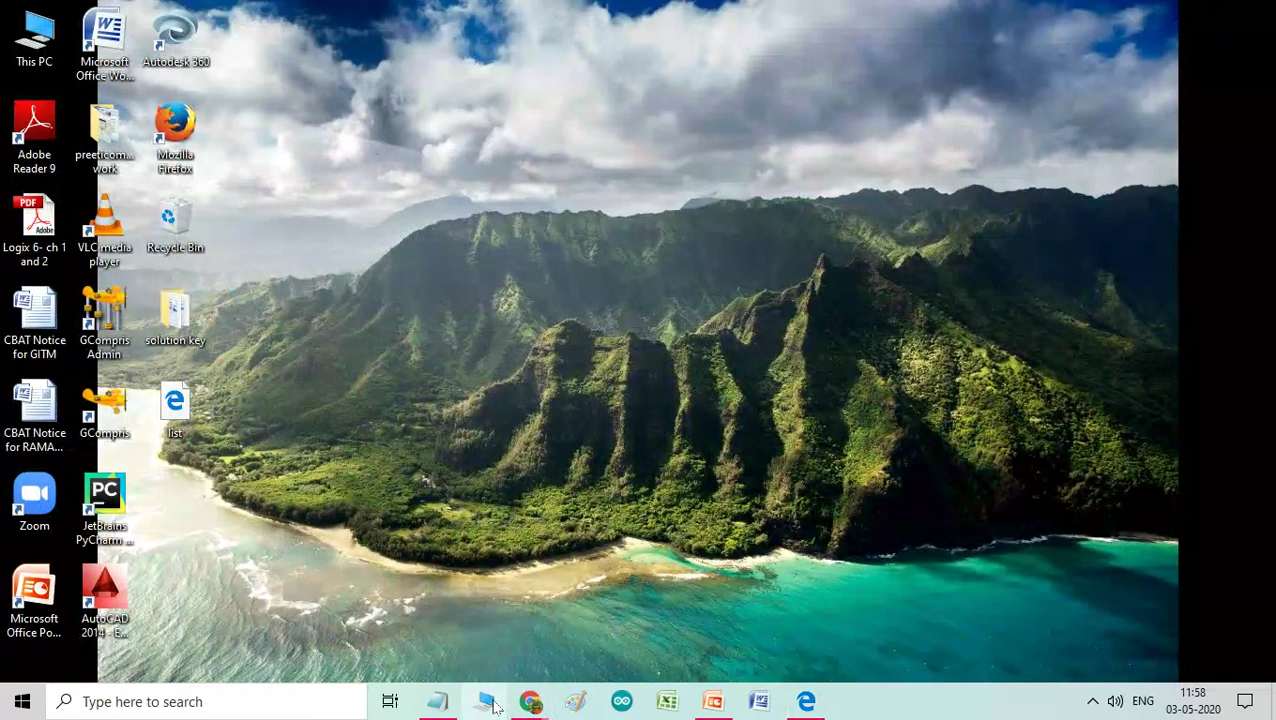 This PC
Microsoft
Office Wo...
Autodesk 360
Adobe
Reader 9
preeticom...
work
Mozilla
Firefox
PDF
Adobe
Logix 6- ch 1
and 2
VLC media
player
Recycle Bin
CBAT Notice
for GITM
GCompris
Admin
solution key
CBAT Notice
for RAMA...
GCompris
list
Zoom
PC
JetBrains
PyCharm ...
Microsoft
Office Po...
AutoCAD
2014 - E...
Type here to search
ENG
11:58
03-05-2020